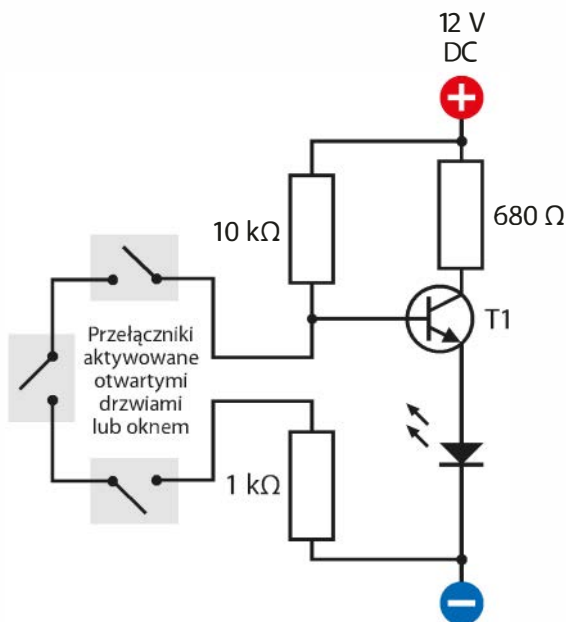 12 V
DC
+
10 kΩ
680 Ω
T1
Przełączniki
aktywowane
otwartymi
drzwiami
lub oknem
1 kΩ
−